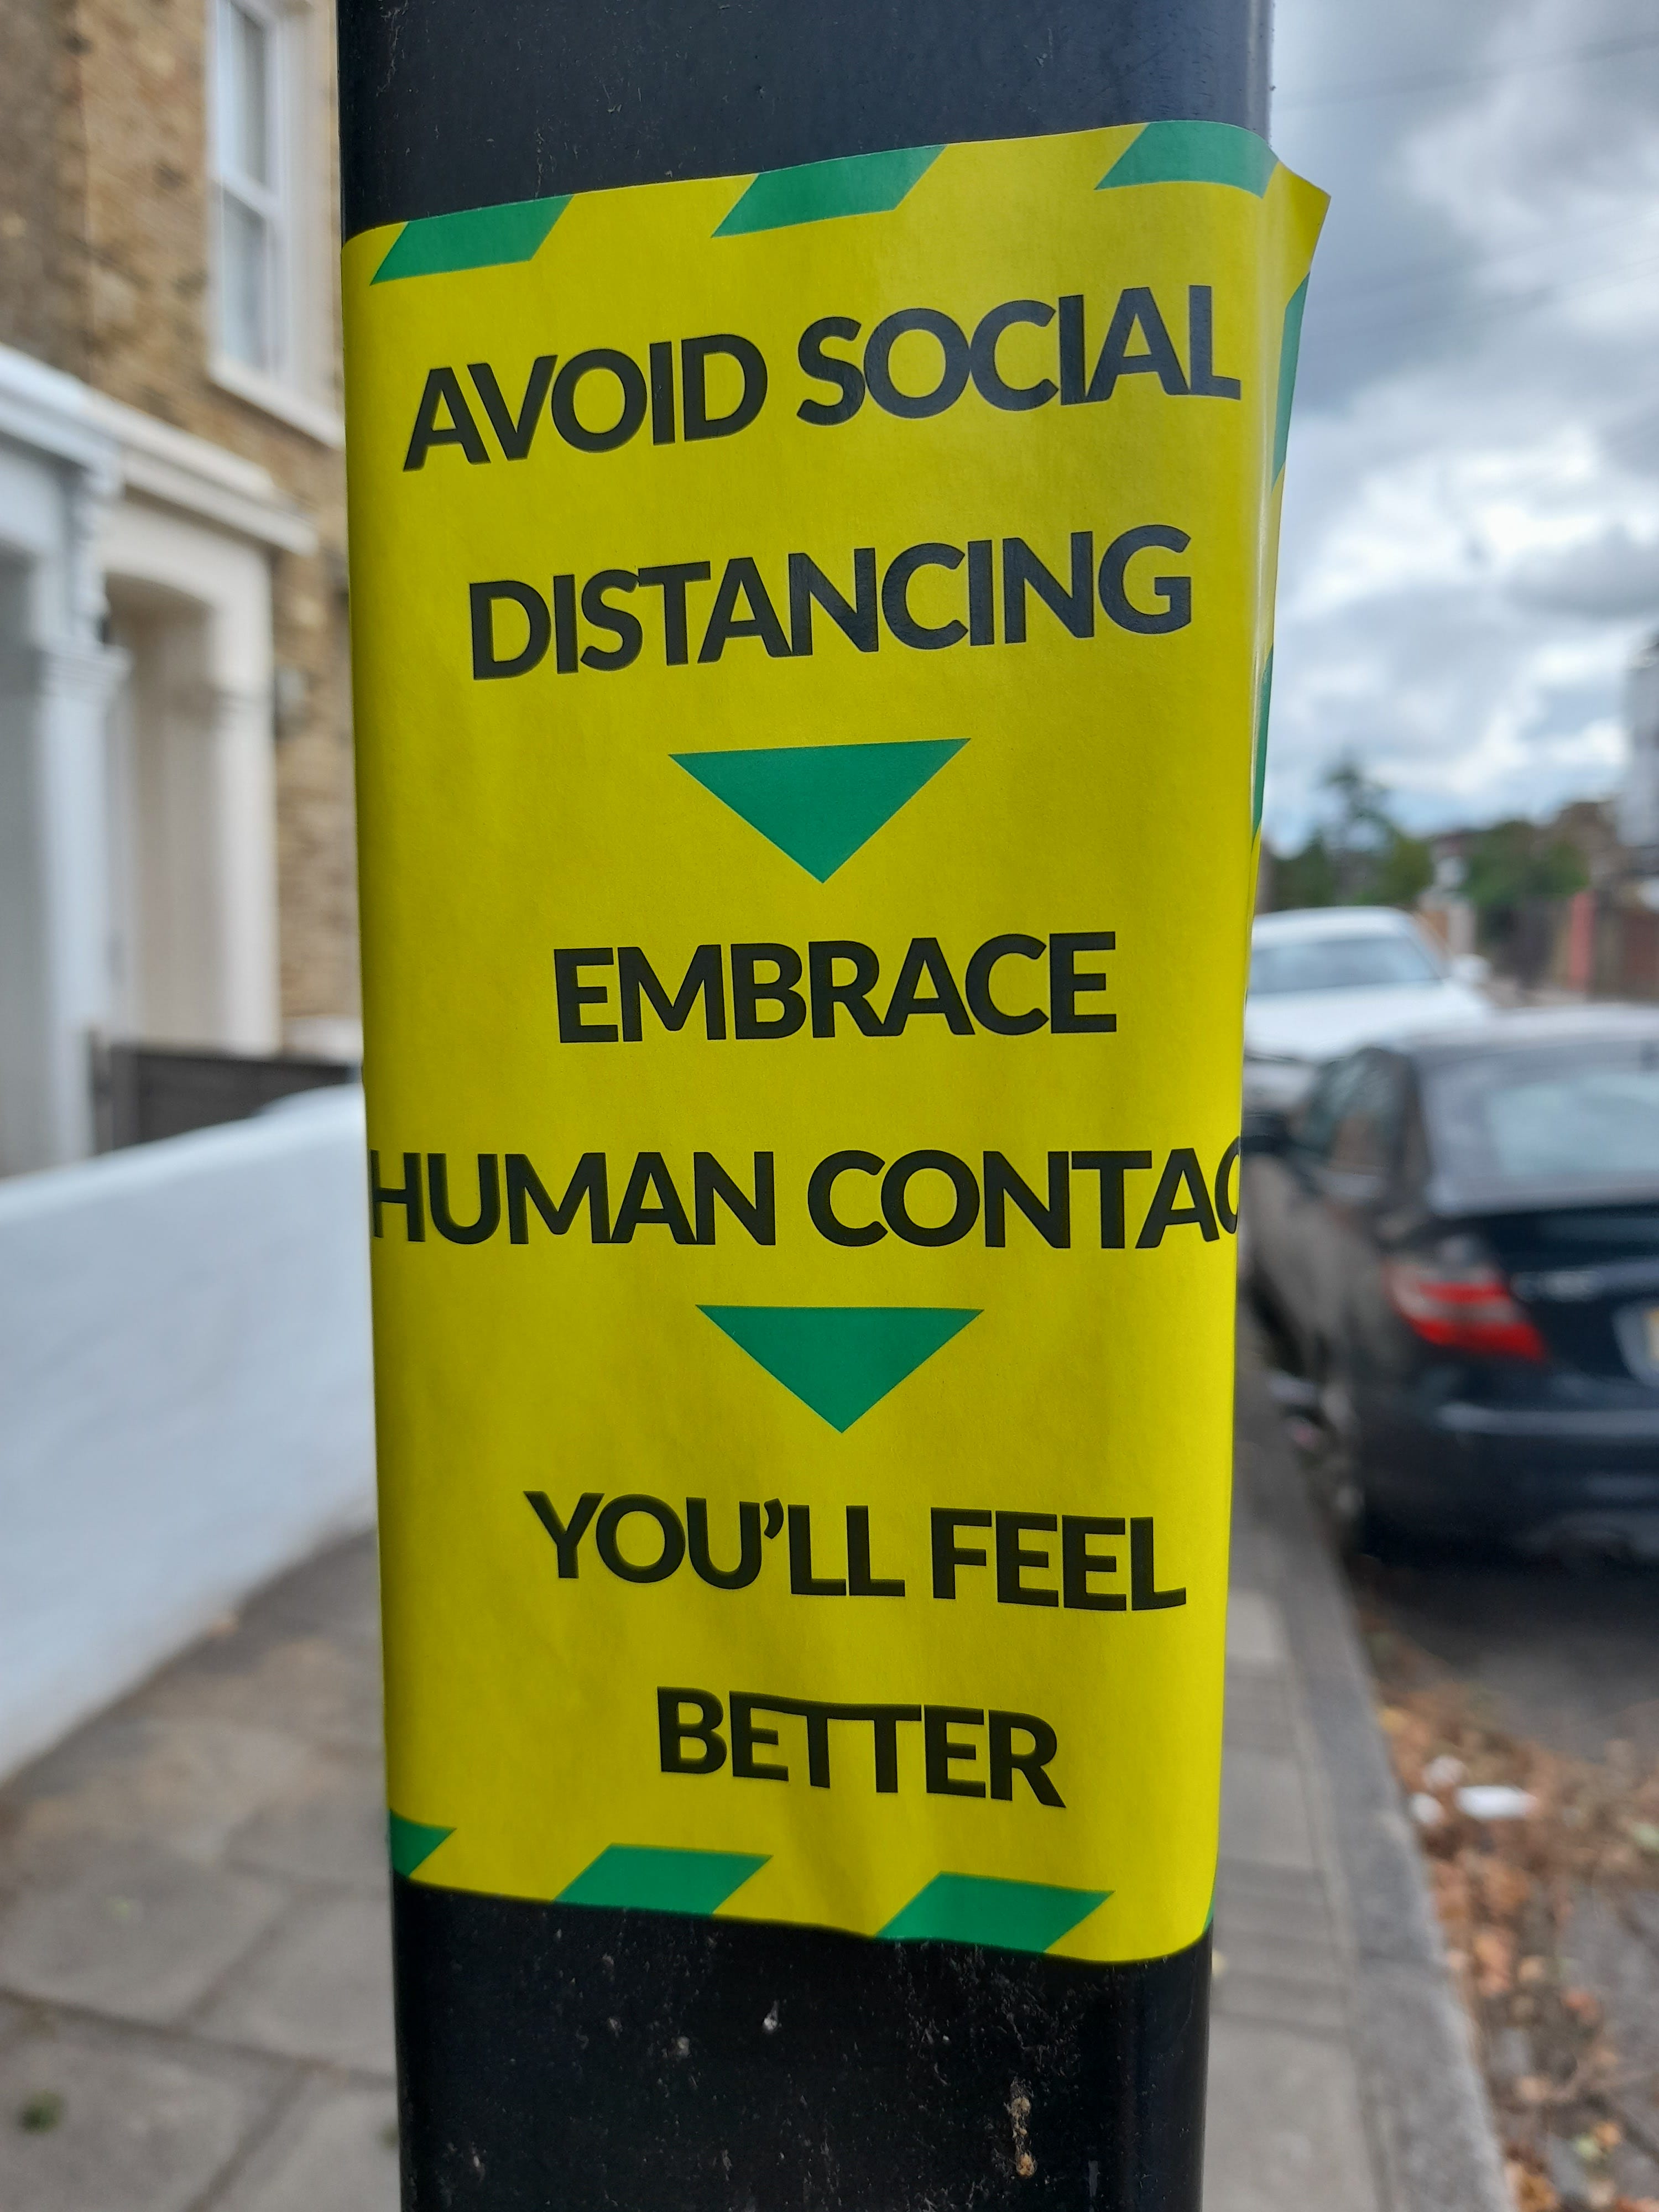 AVOID SOCIAL
DISTANCING
EMBRACE
HUMAN CONTAC
YOU'LL FEEL
BETTER